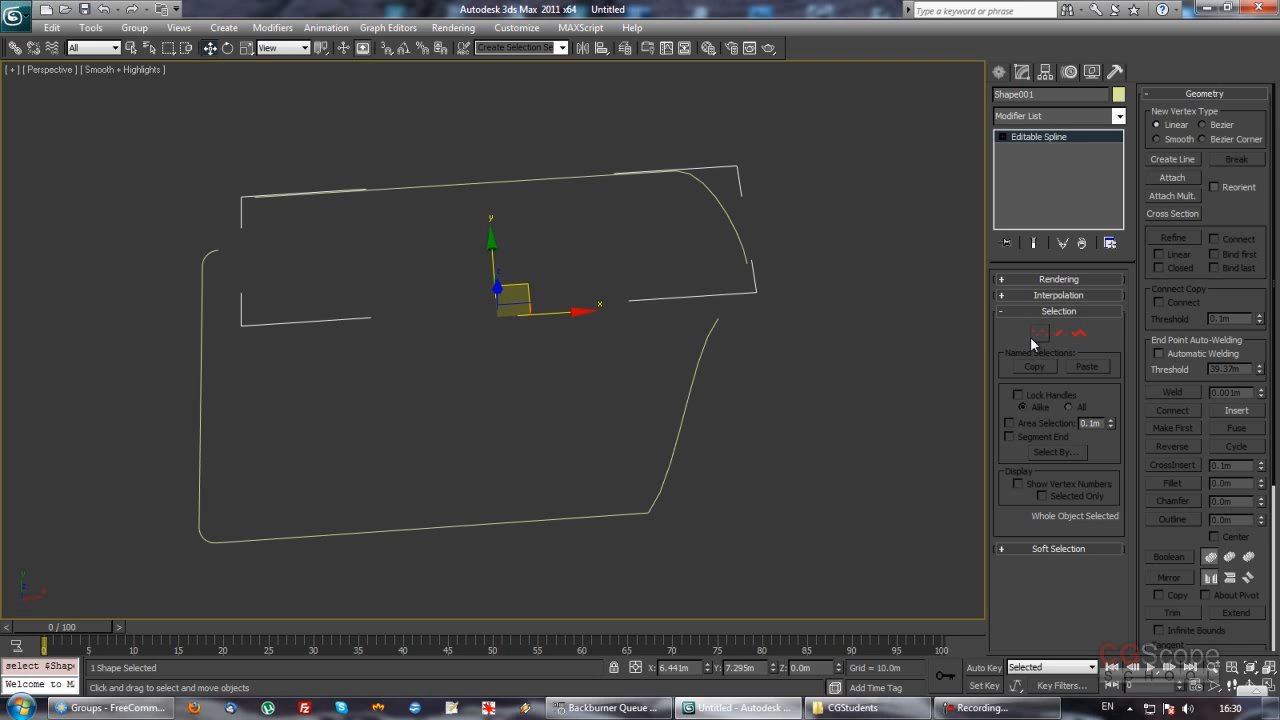 Autodesk 3ds Max 2011 x64 Untitled
Type a keyword or phrase
Edit Tools Group Views Create Modifiers Animation Graph Editors Rendering Customize MAXScript Help
All View Create Selection Se
[ + ] [ Perspective ] [ Smooth + Highlights ]
y
x
Shape001
Modifier List
Editable Spline
Rendering
Interpolation
Selection
Named Selections:
Copy Paste
Lock Handles
Alike All
Area Selection: 0.1m
Segment End
Select By...
Display
Show Vertex Numbers
Selected Only
Whole Object Selected
Soft Selection
Geometry
New Vertex Type
Linear Bezier
Smooth Bezier Corner
Create Line Break
Attach Reorient
Attach Mult.
Cross Section
Refine Connect
Linear Bind first
Closed Bind last
Connect Copy
Connect
Threshold 0.1m
End Point Auto-Welding
Automatic Welding
Threshold 99.37m
Weld 0.001m
Connect Insert
Make First Fuse
Reverse Cycle
CrossInsert 0.1m
Fillet 0.0m
Chamfer 0.0m
Outline 0.0m
Center
Boolean
Mirror
Copy About Pivot
Trim Extend
Infinite Bounds
Tangent
CGScope
SCHOOL
< 0 / 100 >
0 5 10 15 20 25 30 35 40 45 50 55 60 65 70 75 80 85 90 95 100
select $Shap 1 Shape Selected X: 6.441m Y: 7.295m Z: 0.0m Grid = 10.0m Auto Key Selected
Welcome to M Click and drag to select and move objects Add Time Tag Set Key Key Filters... 0
Groups - FreeComm... Backburner Queue ... Untitled - Autodesk ... CGStudents Recording... EN 16:30